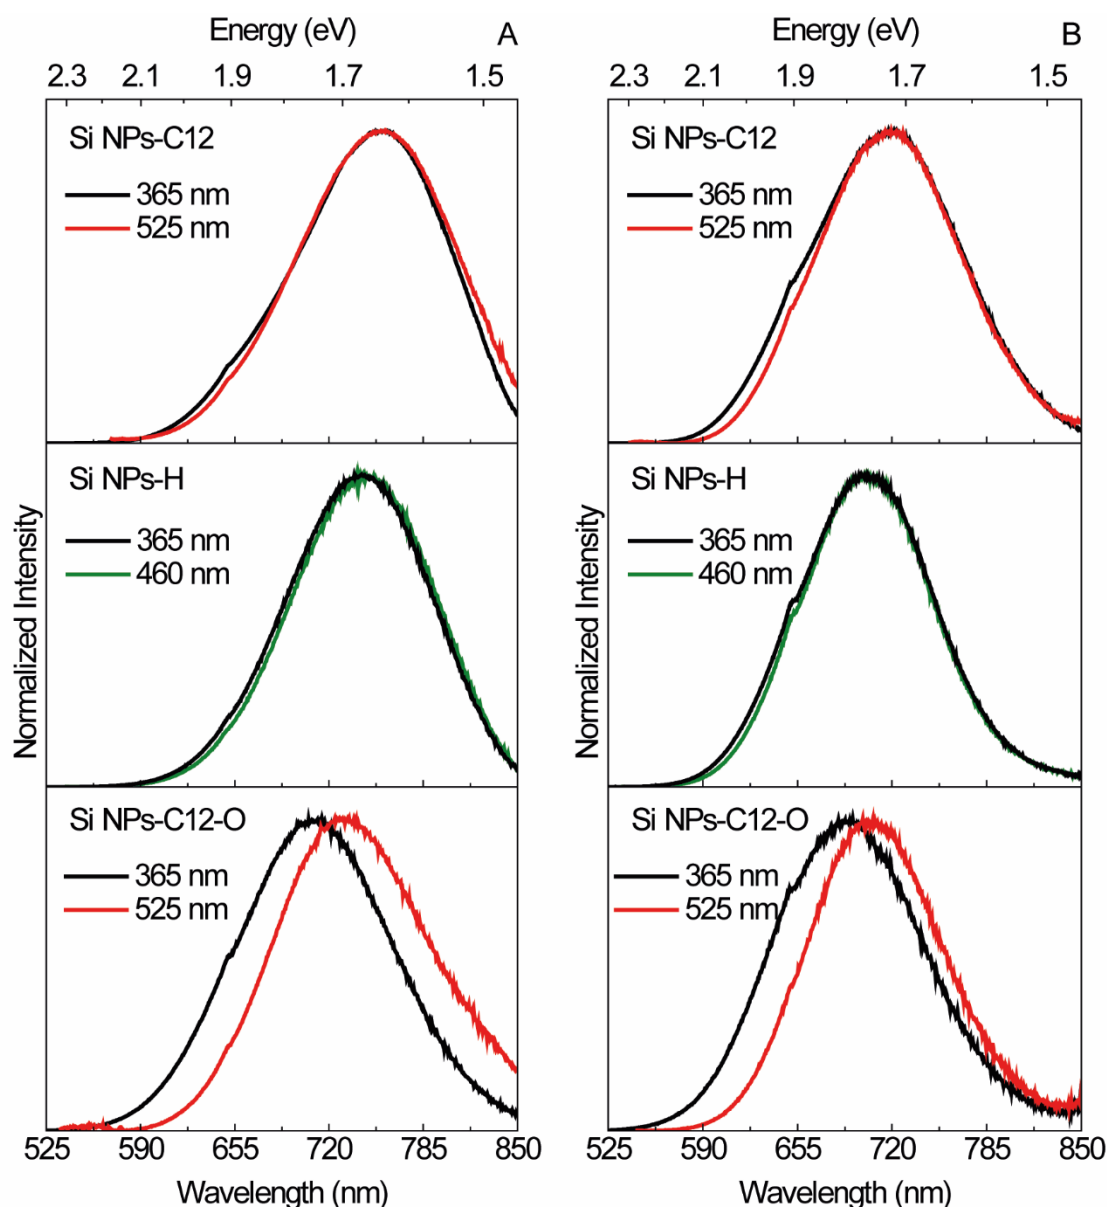 Energy (eV) A
2.3 2.1 1.9 1.7 1.5
Si NPs-C12
365 nm
525 nm
Si NPs-H
365 nm
460 nm
Si NPs-C12-O
365 nm
525 nm
525 590 655 720 785 850
Wavelength (nm)
Normalized Intensity
Energy (eV) B
2.3 2.1 1.9 1.7 1.5
Si NPs-C12
365 nm
525 nm
Si NPs-H
365 nm
460 nm
Si NPs-C12-O
365 nm
525 nm
525 590 655 720 785 850
Wavelength (nm)
Normalized Intensity